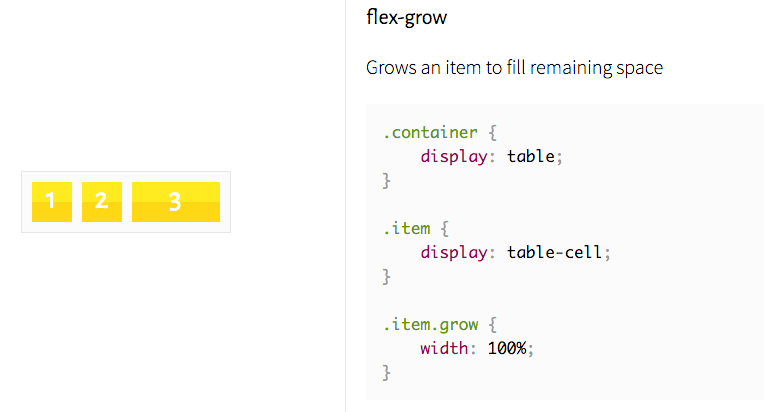 flex-grow
Grows an item to fill remaining space
1 2 3
.container {
    display: table;
}
.item {
    display: table-cell;
}
.item.grow {
    width: 100%;
}